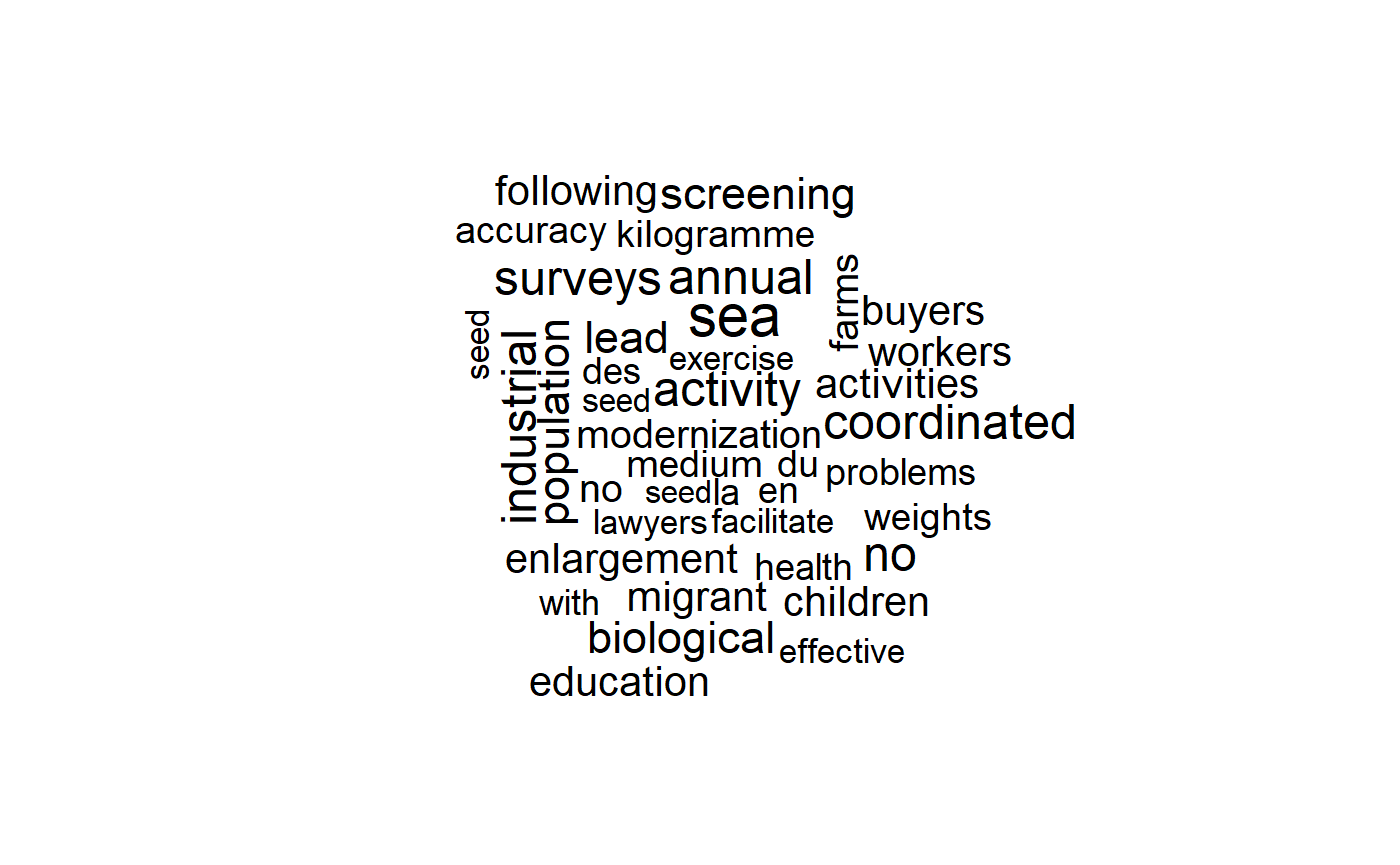 following screening
accuracy kilogramme
surveys annual
farms
sea
buyers
seed
lead
workers
exercise
industrial
population
des
activity
activities
seed
coordinated
modernization
medium du problems
no seed la en
lawyers facilitate weights
enlargement health no
with migrant children
biological effective
education